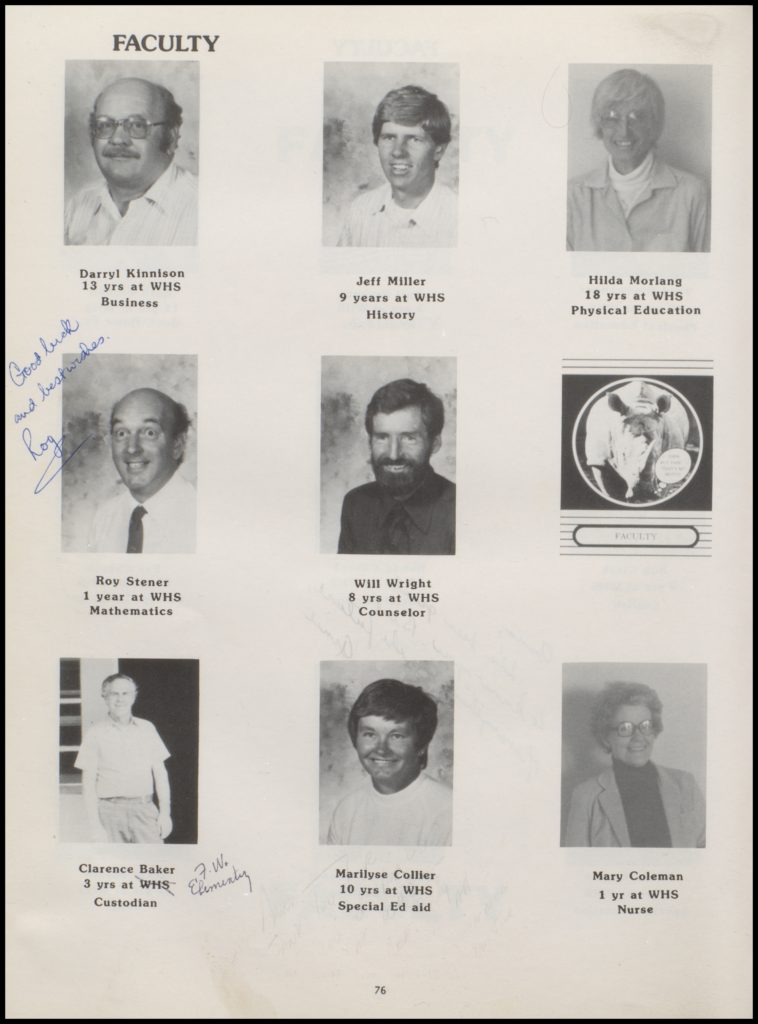 FACULTY
Darryl Kinnison
13 yrs at WHS
Business
Jeff Miller
9 years at WHS
History
Hilda Morlang
18 yrs at WHS
Physical Education
Good luck
and best wishes.
Roy
Roy Stener
1 year at WHS
Mathematics
Will Wright
8 yrs at WHS
Counselor
FACULTY
Clarence Baker
3 yrs at WHS
F.W.
Elementary
Custodian
Marilyse Collier
10 yrs at WHS
Special Ed aid
Mary Coleman
1 yr at WHS
Nurse
76